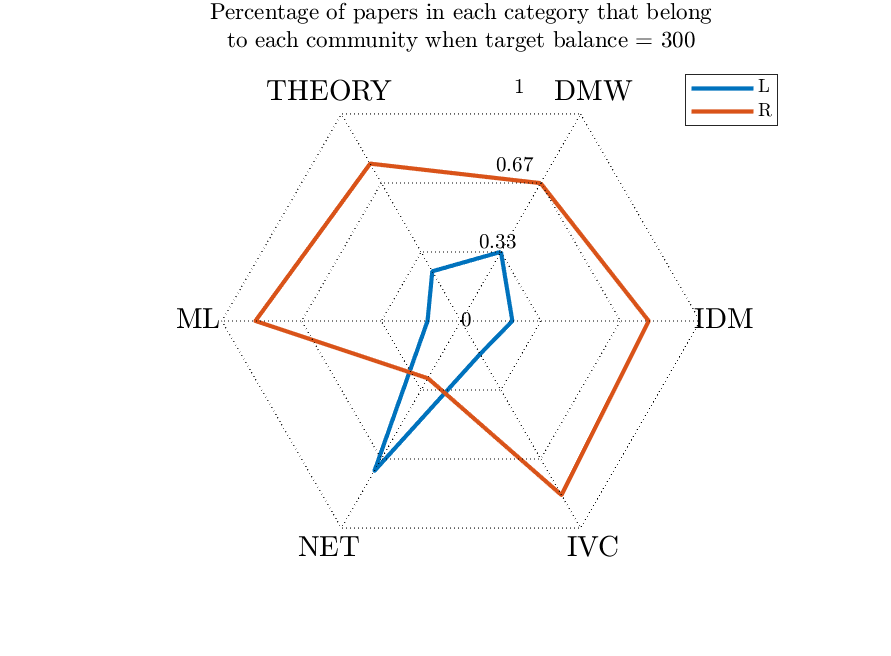 Percentage of papers in each category that belong
to each community when target balance = 300
THEORY
1
DMW
L
R
0.67
0.33
ML
0
IDM
NET
IVC